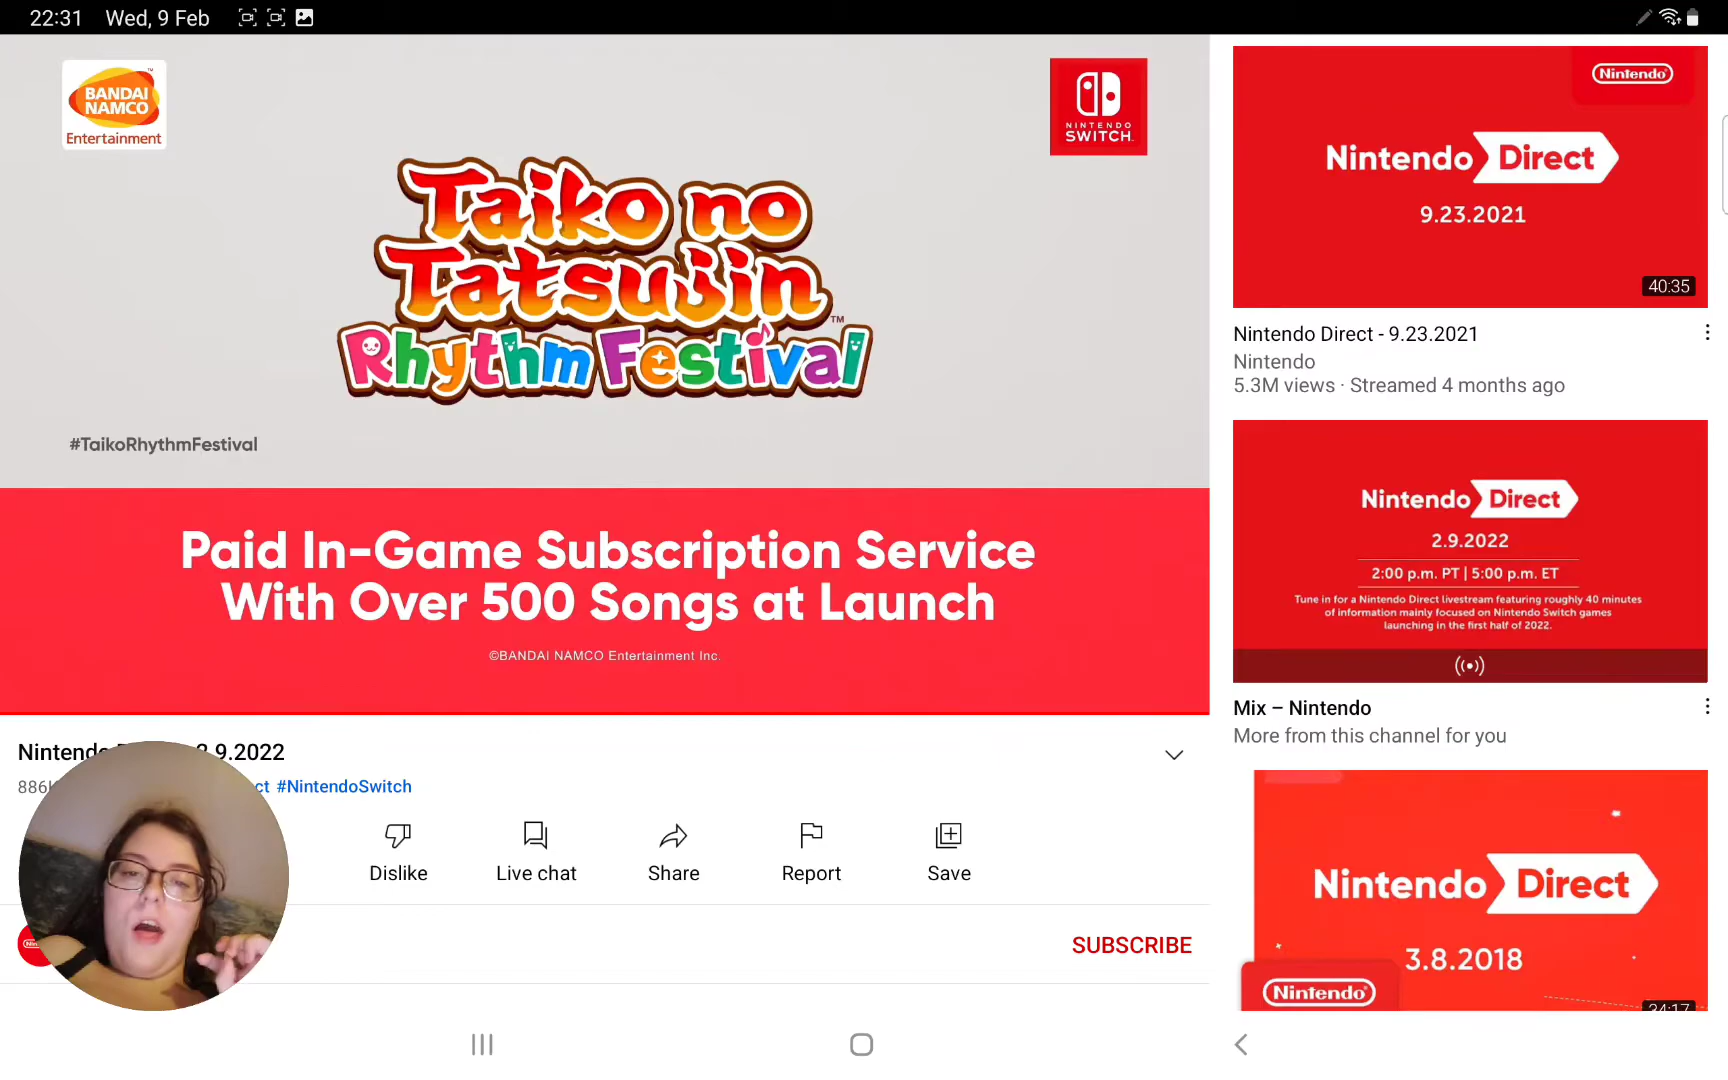 22:31 Wed, 9 Feb
BANDAI
NAMCO
Entertainment
NINTENDO
SWITCH
Taiko no
Tatsujin
Rhythm Festival
#TaikoRhythmFestival
Paid In-Game Subscription Service
With Over 500 Songs at Launch
©BANDAI NAMCO Entertainment Inc.
9.2022
#NintendoSwitch
Dislike
Live chat
Share
Report
Save
SUBSCRIBE
Nintendo
Nintendo Direct
9.23.2021
40:35
Nintendo Direct - 9.23.2021
Nintendo
5.3M views · Streamed 4 months ago
Nintendo Direct
2.9.2022
2:00 p.m. PT | 5:00 p.m. ET
Tune in for a Nintendo Direct livestream featuring roughly 40 minutes
of information mainly focused on Nintendo Switch games
launching in the first half of 2022.
Mix – Nintendo
More from this channel for you
Nintendo Direct
3.8.2018
Nintendo
34:17